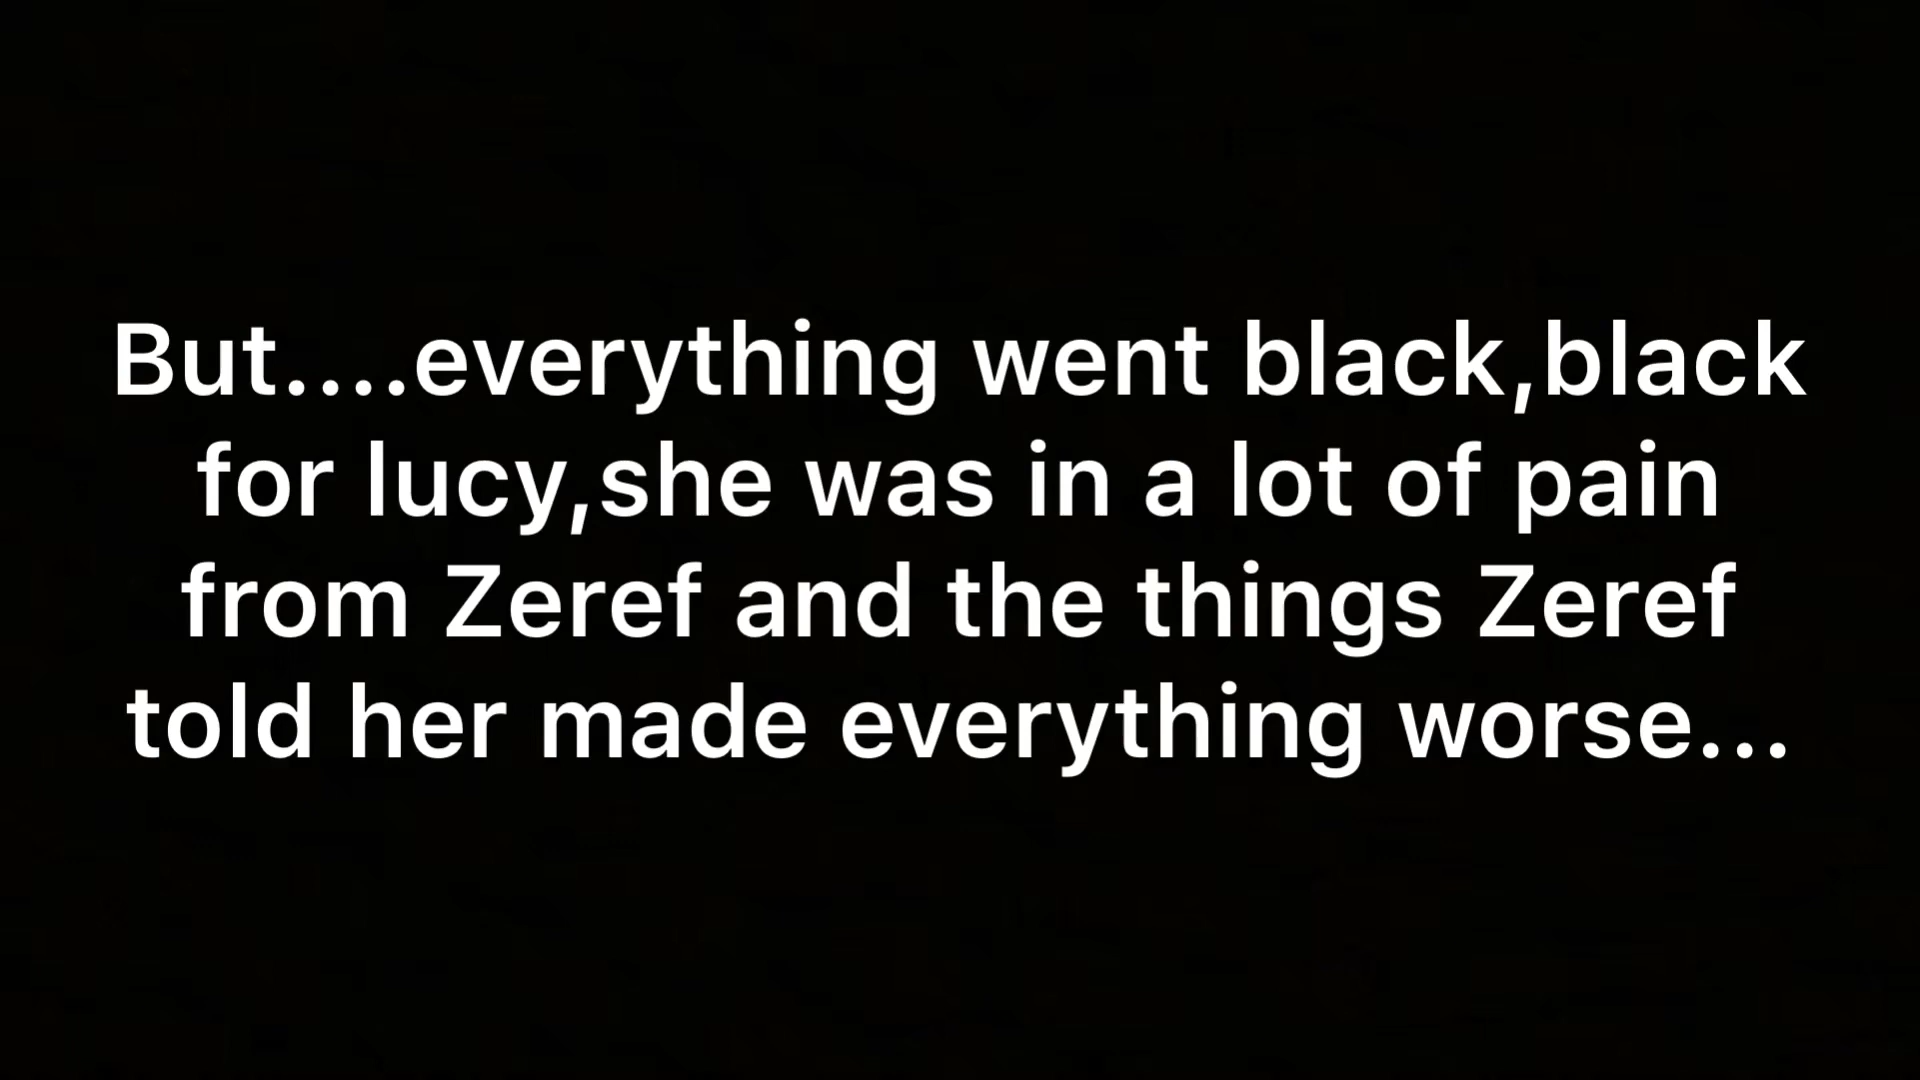 But....everything went black,black
for lucy,she was in a lot of pain
from Zeref and the things Zeref
told her made everything worse...